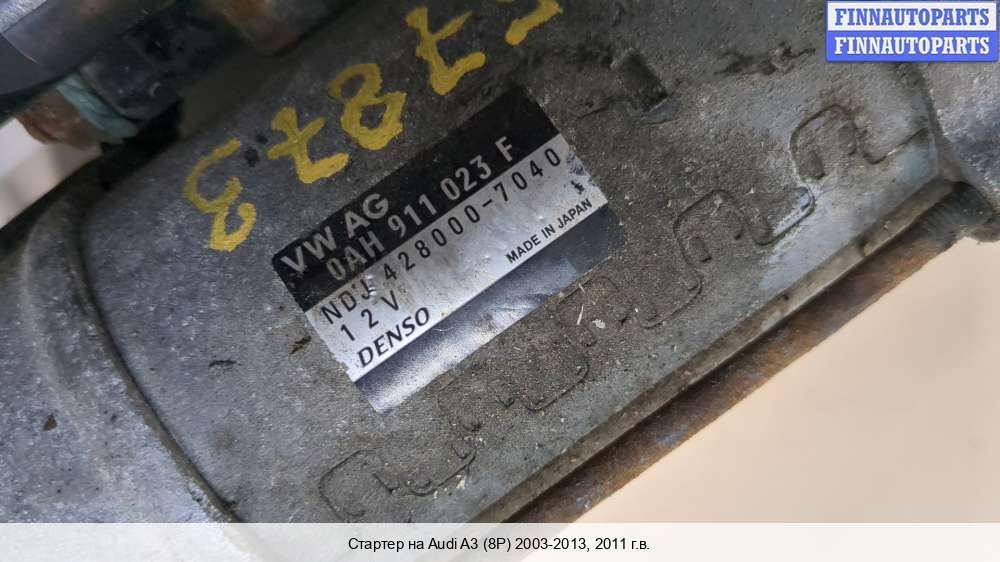 FINNAUTOPARTS
FINNAUTOPARTS
VW AG
0AH 911 023 F
NDJ 428000-7040
12V
DENSO
MADE IN JAPAN
Стартер на Audi A3 (8P) 2003-2013, 2011 г.в.